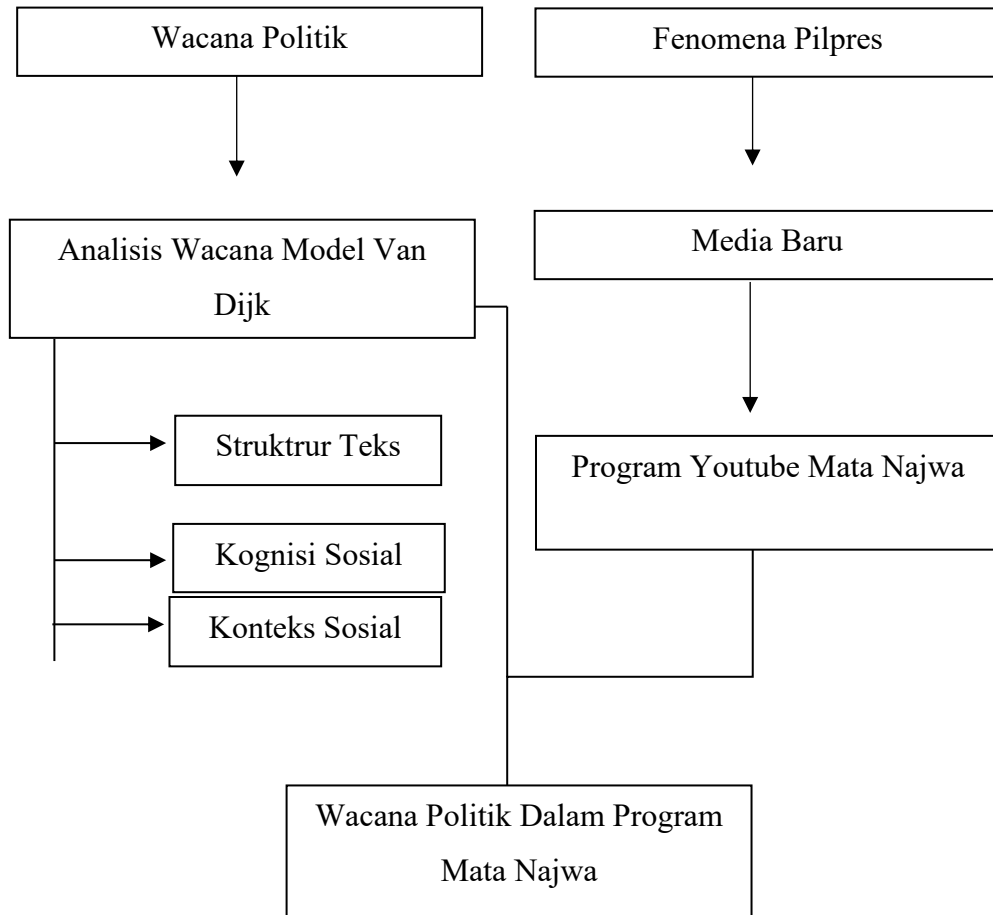 Wacana Politik
Fenomena Pilpres
Analisis Wacana Model Van
Dijk
Media Baru
Struktrur Teks
Program Youtube Mata Najwa
Kognisi Sosial
Konteks Sosial
Wacana Politik Dalam Program
Mata Najwa